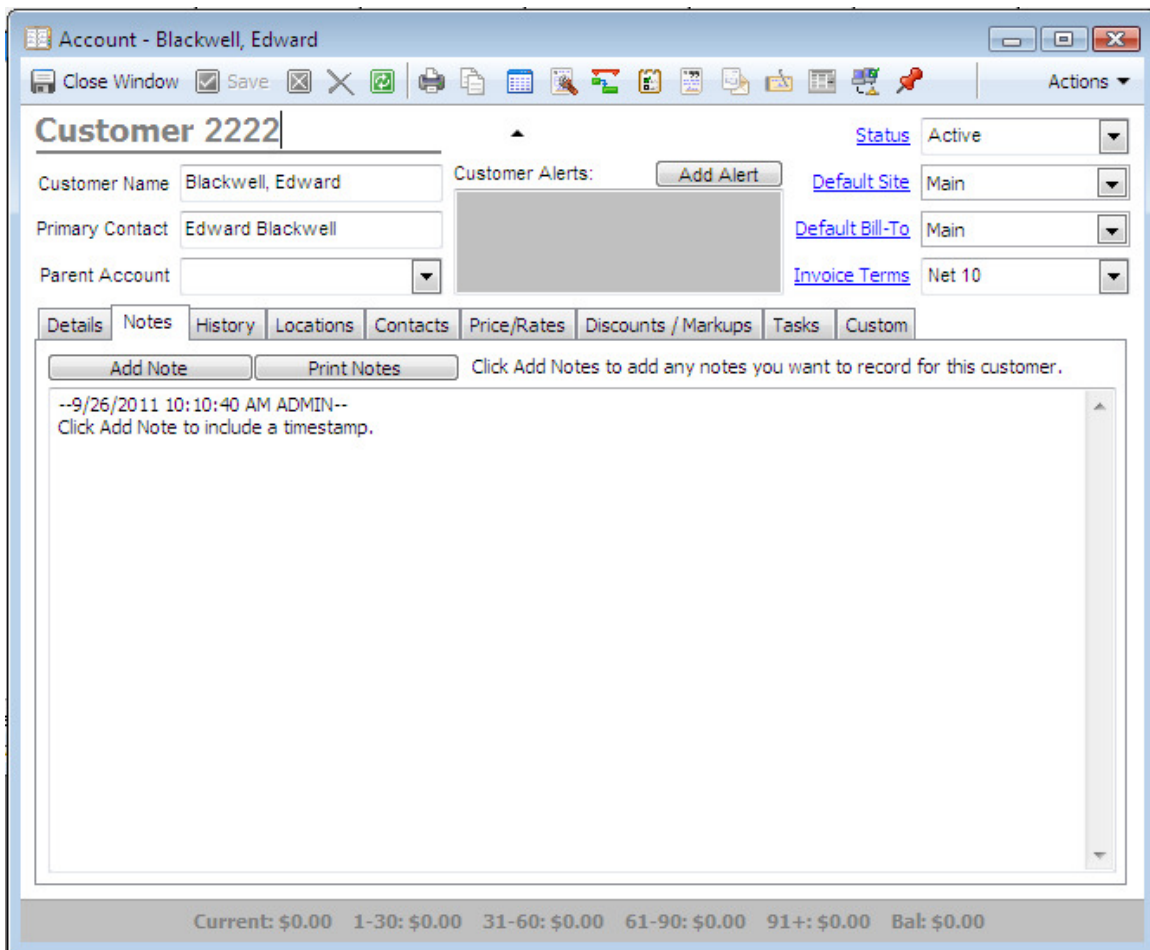 Account - Blackwell, Edward
Close Window Save Actions
Customer 2222 Status Active
Customer Name Blackwell, Edward Customer Alerts: Add Alert Default Site Main
Primary Contact Edward Blackwell Default Bill-To Main
Parent Account Invoice Terms Net 10
Details Notes History Locations Contacts Price/Rates Discounts / Markups Tasks Custom
Add Note Print Notes Click Add Notes to add any notes you want to record for this customer.
--9/26/2011 10:10:40 AM ADMIN--
Click Add Note to include a timestamp.
Current: $0.00 1-30: $0.00 31-60: $0.00 61-90: $0.00 91+: $0.00 Bal: $0.00